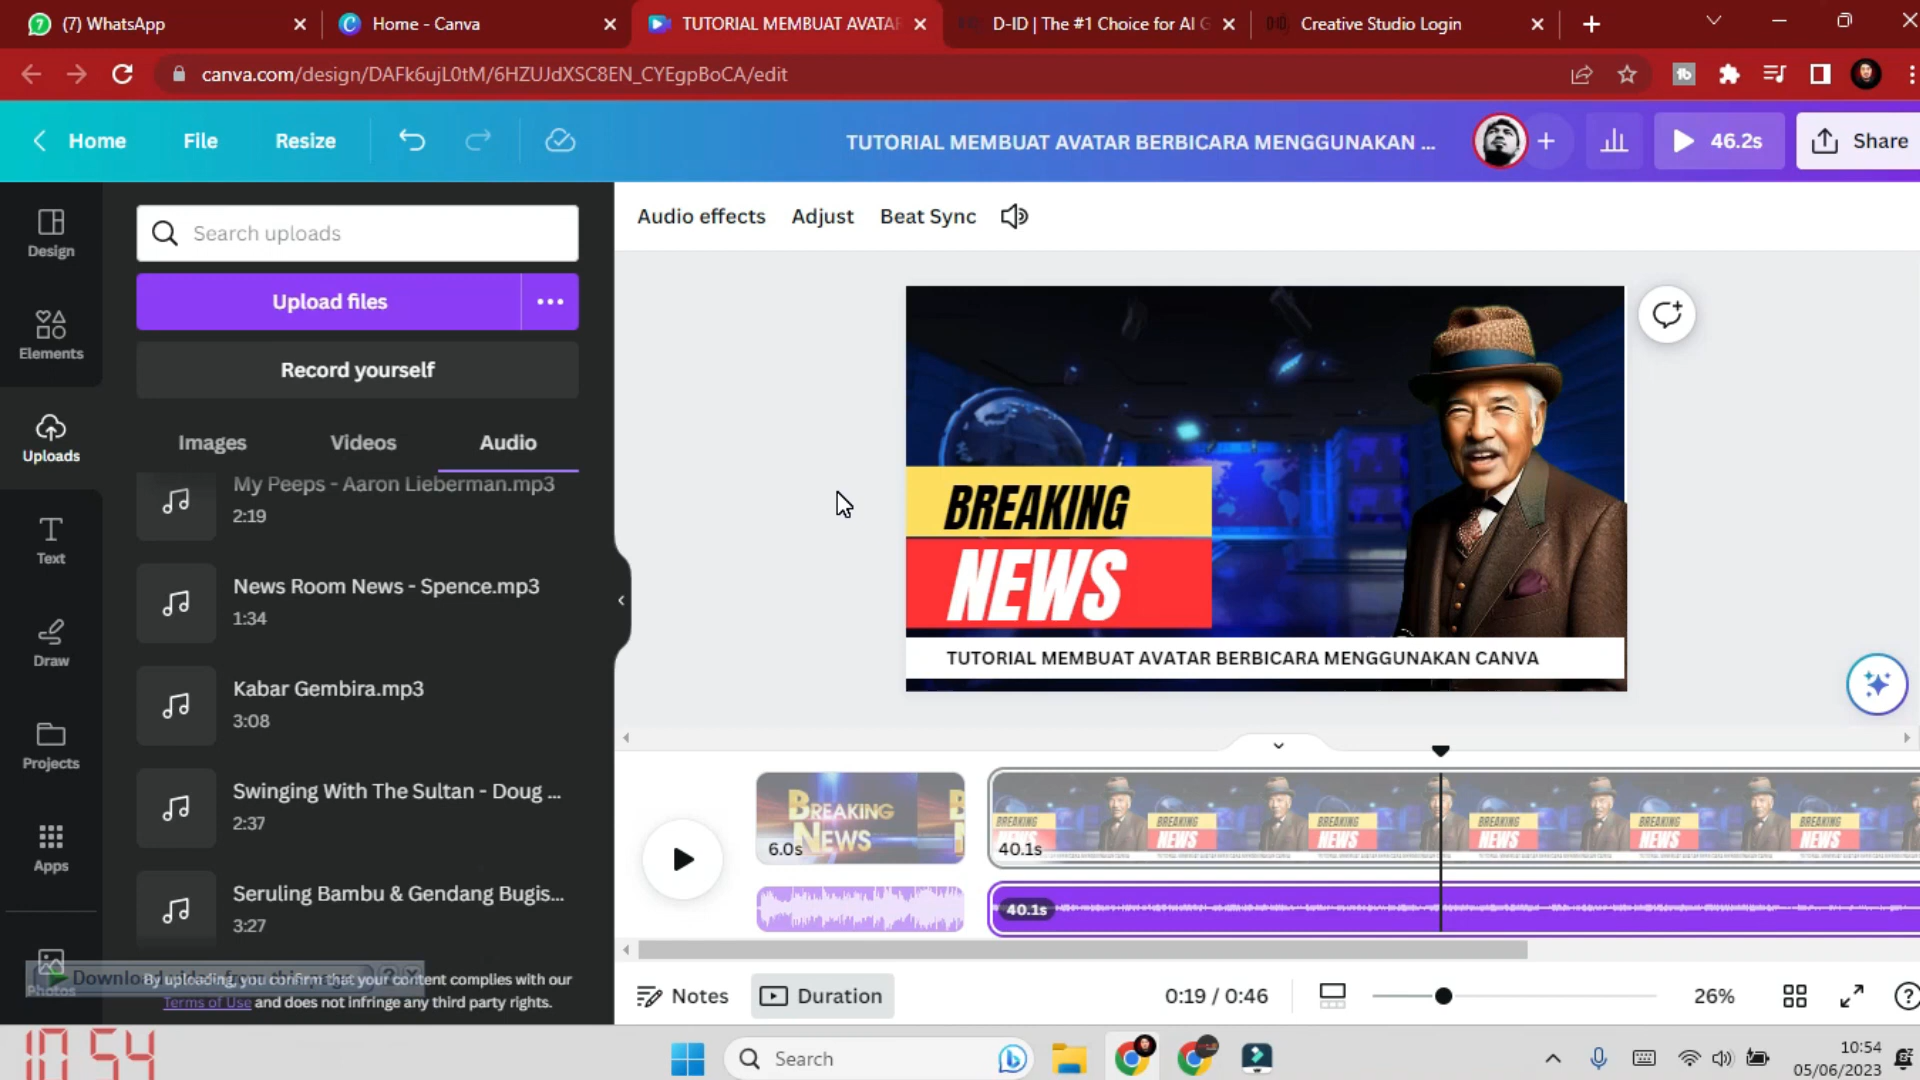 (7) WhatsApp
Home - Canva
TUTORIAL MEMBUAT AVATAR
D-ID | The #1 Choice for AI G
Creative Studio Login
canva.com/design/DAFk6ujL0tM/6HZUJdXSC8EN_CYEgpBoCA/edit
Home
File
Resize
TUTORIAL MEMBUAT AVATAR BERBICARA MENGGUNAKAN ...
46.2s
Share
Design
Elements
Uploads
Text
Draw
Projects
Apps
Photos
Search uploads
Upload files
Record yourself
Images
Videos
Audio
My Peeps - Aaron Lieberman.mp3
2:19
News Room News - Spence.mp3
1:34
Kabar Gembira.mp3
3:08
Swinging With The Sultan - Doug ...
2:37
Seruling Bambu & Gendang Bugis...
3:27
By uploading, you confirm that your content complies with our
Terms of Use and does not infringe any third party rights.
Audio effects
Adjust
Beat Sync
BREAKING
NEWS
TUTORIAL MEMBUAT AVATAR BERBICARA MENGGUNAKAN CANVA
BREAKING
NEWS
6.0s
40.1s
40.1s
Notes
Duration
0:19 / 0:46
26%
10 54
Search
10:54
05/06/2023